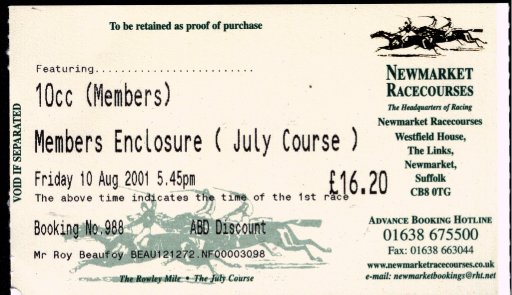 To be retained as proof of purchase
Featuring.........................
10cc (Members)
Members Enclosure ( July Course )
Friday 10 Aug 2001 5.45pm
£16.20
The above time indicates the time of the 1st race
Booking No.988 ABD Discount
Mr Roy Beaufoy BEAU121272.NF00003098
The Rowley Mile • The July Course
VOID IF SEPARATED
NEWMARKET
RACECOURSES
The Headquarters of Racing
Newmarket Racecourses
Westfield House,
The Links,
Newmarket,
Suffolk
CB8 0TG
ADVANCE BOOKING HOTLINE
01638 675500
Fax: 01638 663044
www.newmarketracecourses.co.uk
e-mail: newmarketbookings@rht.net